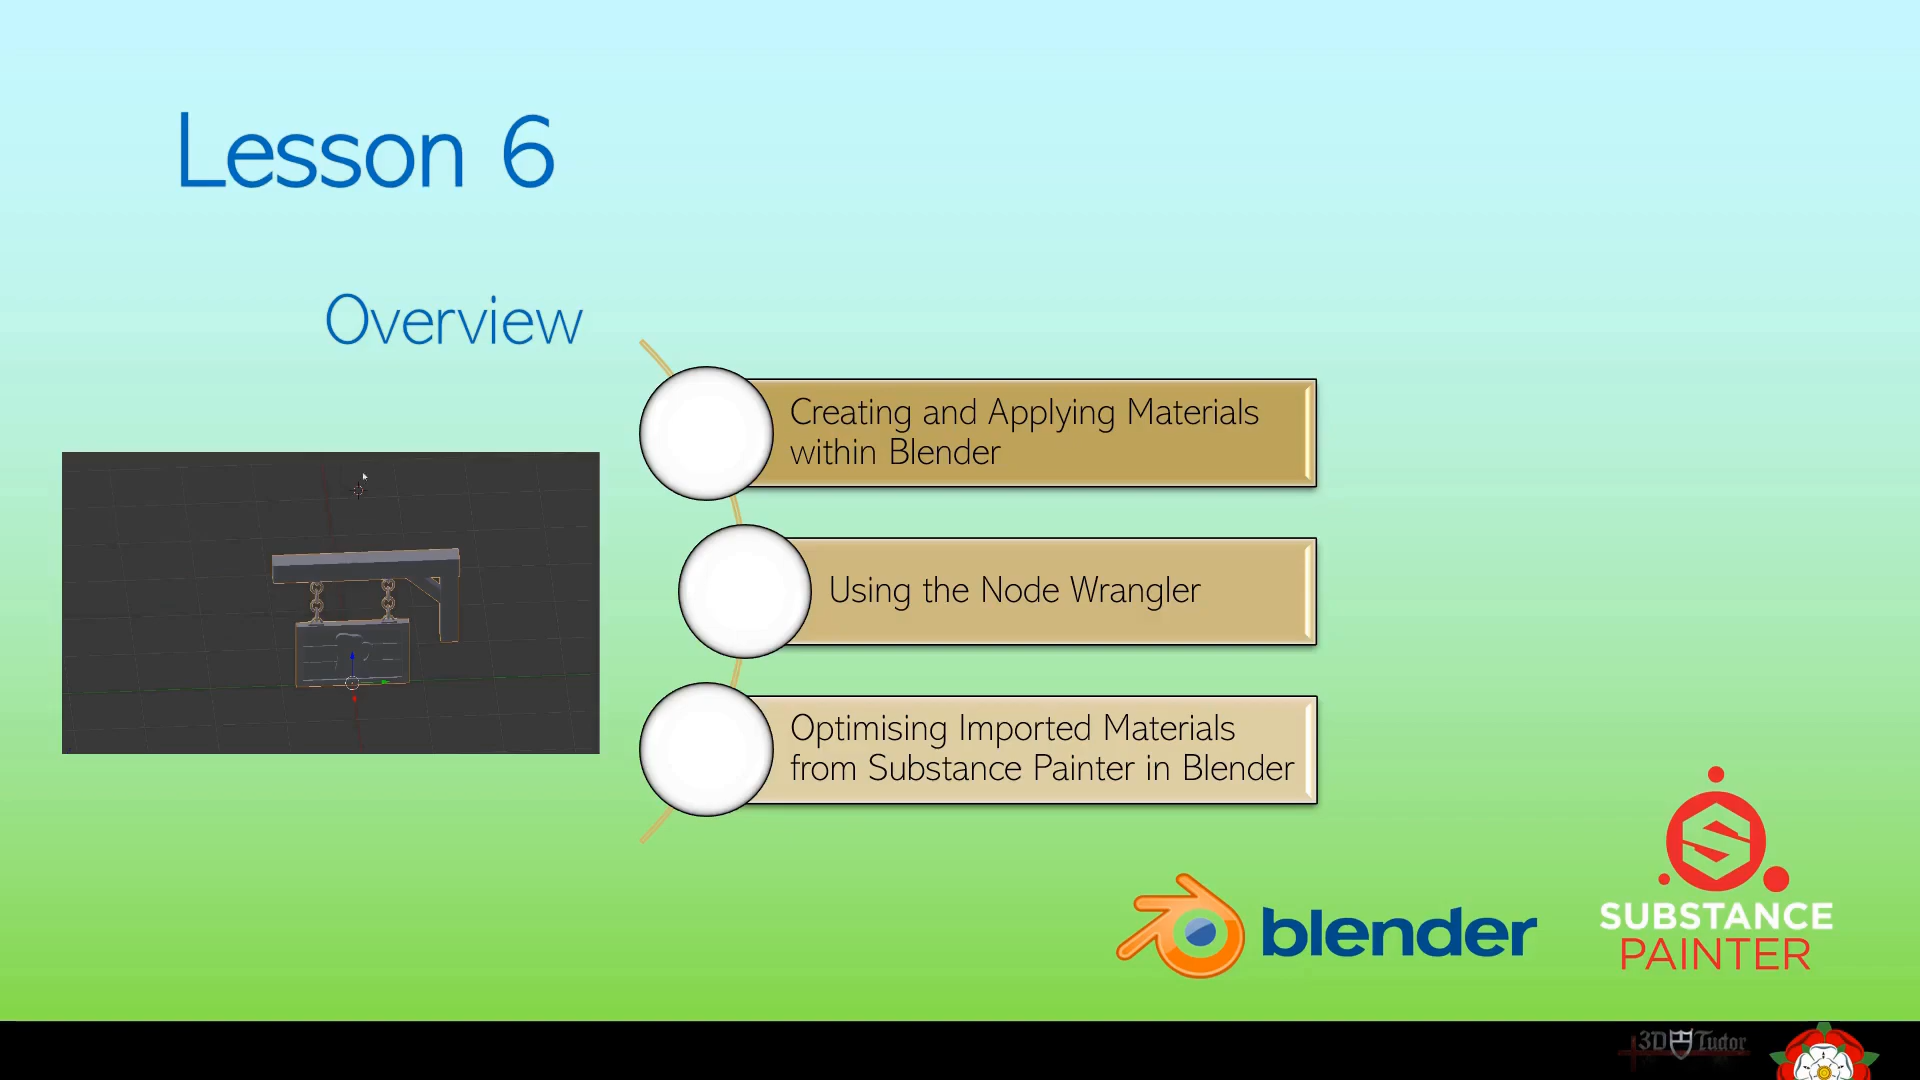 Lesson 6
Overview
Creating and Applying Materials
within Blender
Using the Node Wrangler
Optimising Imported Materials
from Substance Painter in Blender
blender
SUBSTANCE
PAINTER
3D Tudor